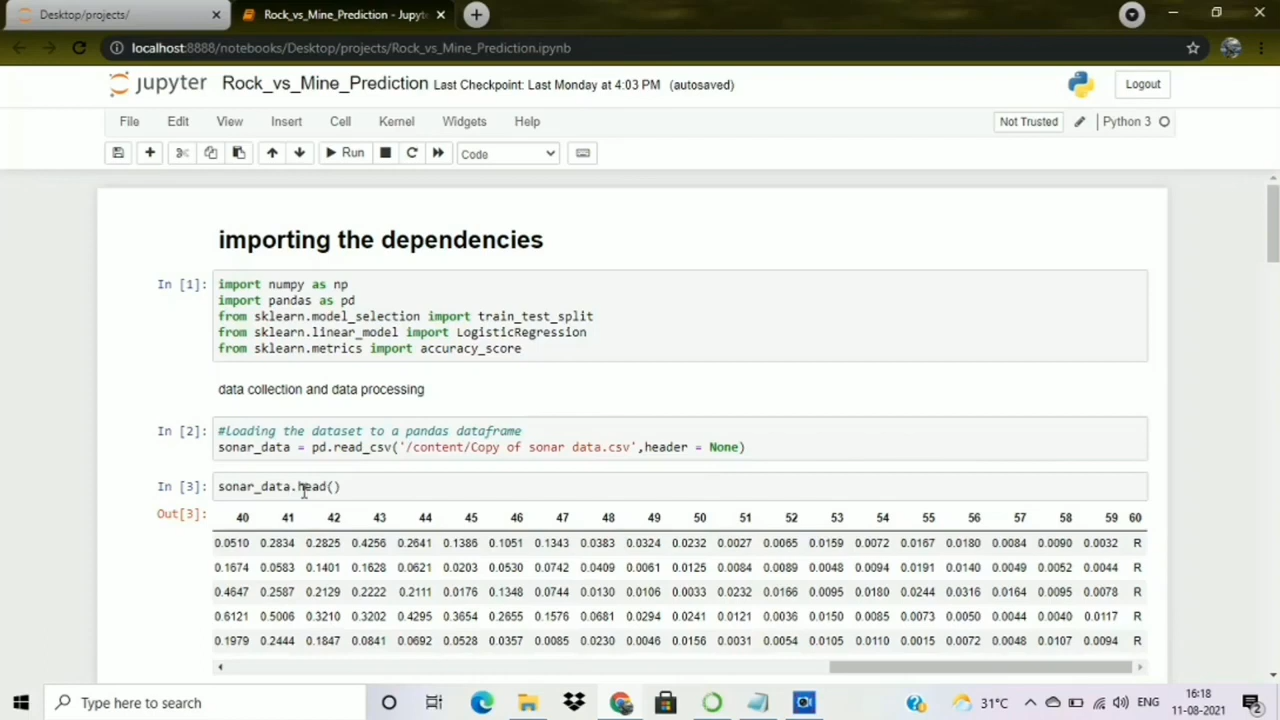 Desktop/projects/
Rock_vs_Mine_Prediction - Jupyt
localhost:8888/notebooks/Desktop/projects/Rock_vs_Mine_Prediction.ipynb
jupyter Rock_vs_Mine_Prediction Last Checkpoint: Last Monday at 4:03 PM (autosaved)
Logout
File Edit View Insert Cell Kernel Widgets Help
Not Trusted Python 3
Run Code
importing the dependencies
In [1]: import numpy as np
import pandas as pd
from sklearn.model_selection import train_test_split
from sklearn.linear_model import LogisticRegression
from sklearn.metrics import accuracy_score
data collection and data processing
In [2]: #Loading the dataset to a pandas dataframe
sonar_data = pd.read_csv('/content/Copy of sonar data.csv',header = None)
In [3]: sonar_data.head()
Out[3]: 40 41 42 43 44 45 46 47 48 49 50 51 52 53 54 55 56 57 58 59 60
0.0510 0.2834 0.2825 0.4256 0.2641 0.1386 0.1051 0.1343 0.0383 0.0324 0.0232 0.0027 0.0065 0.0159 0.0072 0.0167 0.0180 0.0084 0.0090 0.0032 R
0.1674 0.0583 0.1401 0.1628 0.0621 0.0203 0.0530 0.0742 0.0409 0.0061 0.0125 0.0084 0.0089 0.0048 0.0094 0.0191 0.0140 0.0049 0.0052 0.0044 R
0.4647 0.2587 0.2129 0.2222 0.2111 0.0176 0.1348 0.0744 0.0130 0.0106 0.0033 0.0232 0.0166 0.0095 0.0180 0.0244 0.0316 0.0164 0.0095 0.0078 R
0.6121 0.5006 0.3210 0.3202 0.4295 0.3654 0.2655 0.1576 0.0681 0.0294 0.0241 0.0121 0.0036 0.0150 0.0085 0.0073 0.0050 0.0044 0.0040 0.0117 R
0.1979 0.2444 0.1847 0.0841 0.0692 0.0528 0.0357 0.0085 0.0230 0.0046 0.0156 0.0031 0.0054 0.0105 0.0110 0.0015 0.0072 0.0048 0.0107 0.0094 R
Type here to search
31°C
ENG
16:18
11-08-2021
2